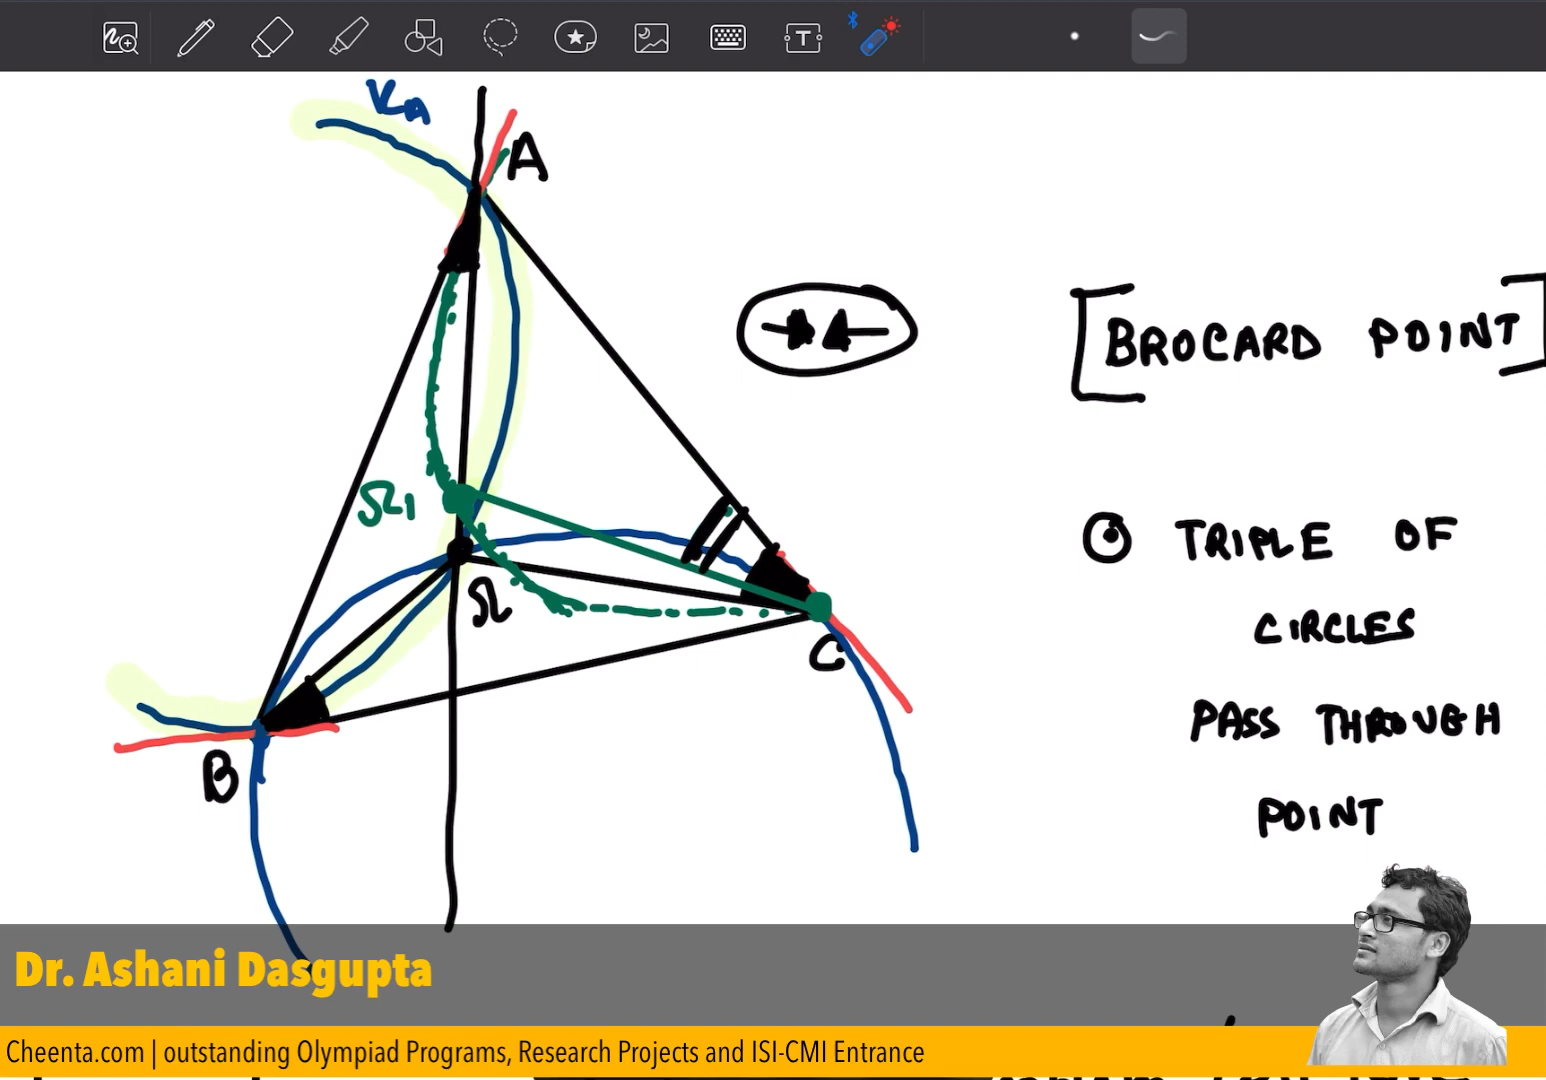 T
KA
A
[BROCARD POINT]
Ω1
TRIPLE OF
Ω
CIRCLES
C
PASS THROUGH
B
POINT
Dr. Ashani Dasgupta
Cheenta.com | outstanding Olympiad Programs, Research Projects and ISI-CMI Entrance